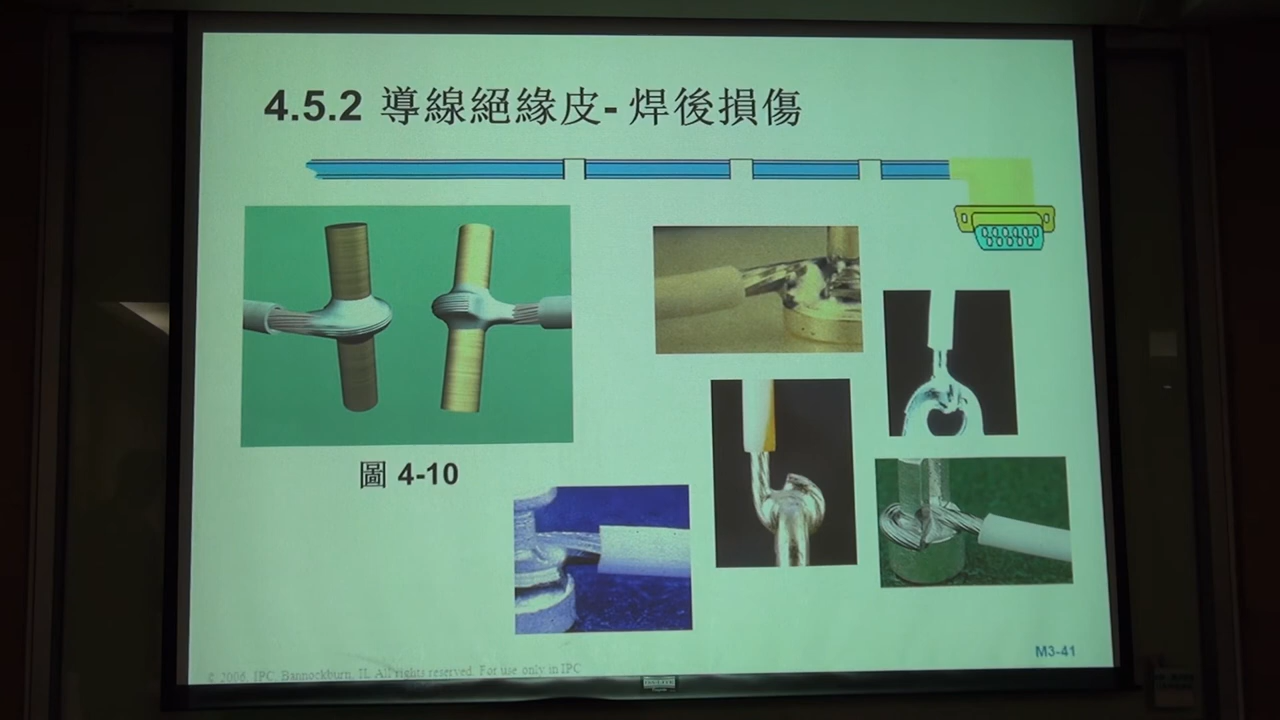 4.5.2 導線絕緣皮- 焊後損傷
圖 4-10
M3-41
© 2006, IPC, Bannockburn, IL. All rights reserved. For use only in IPC